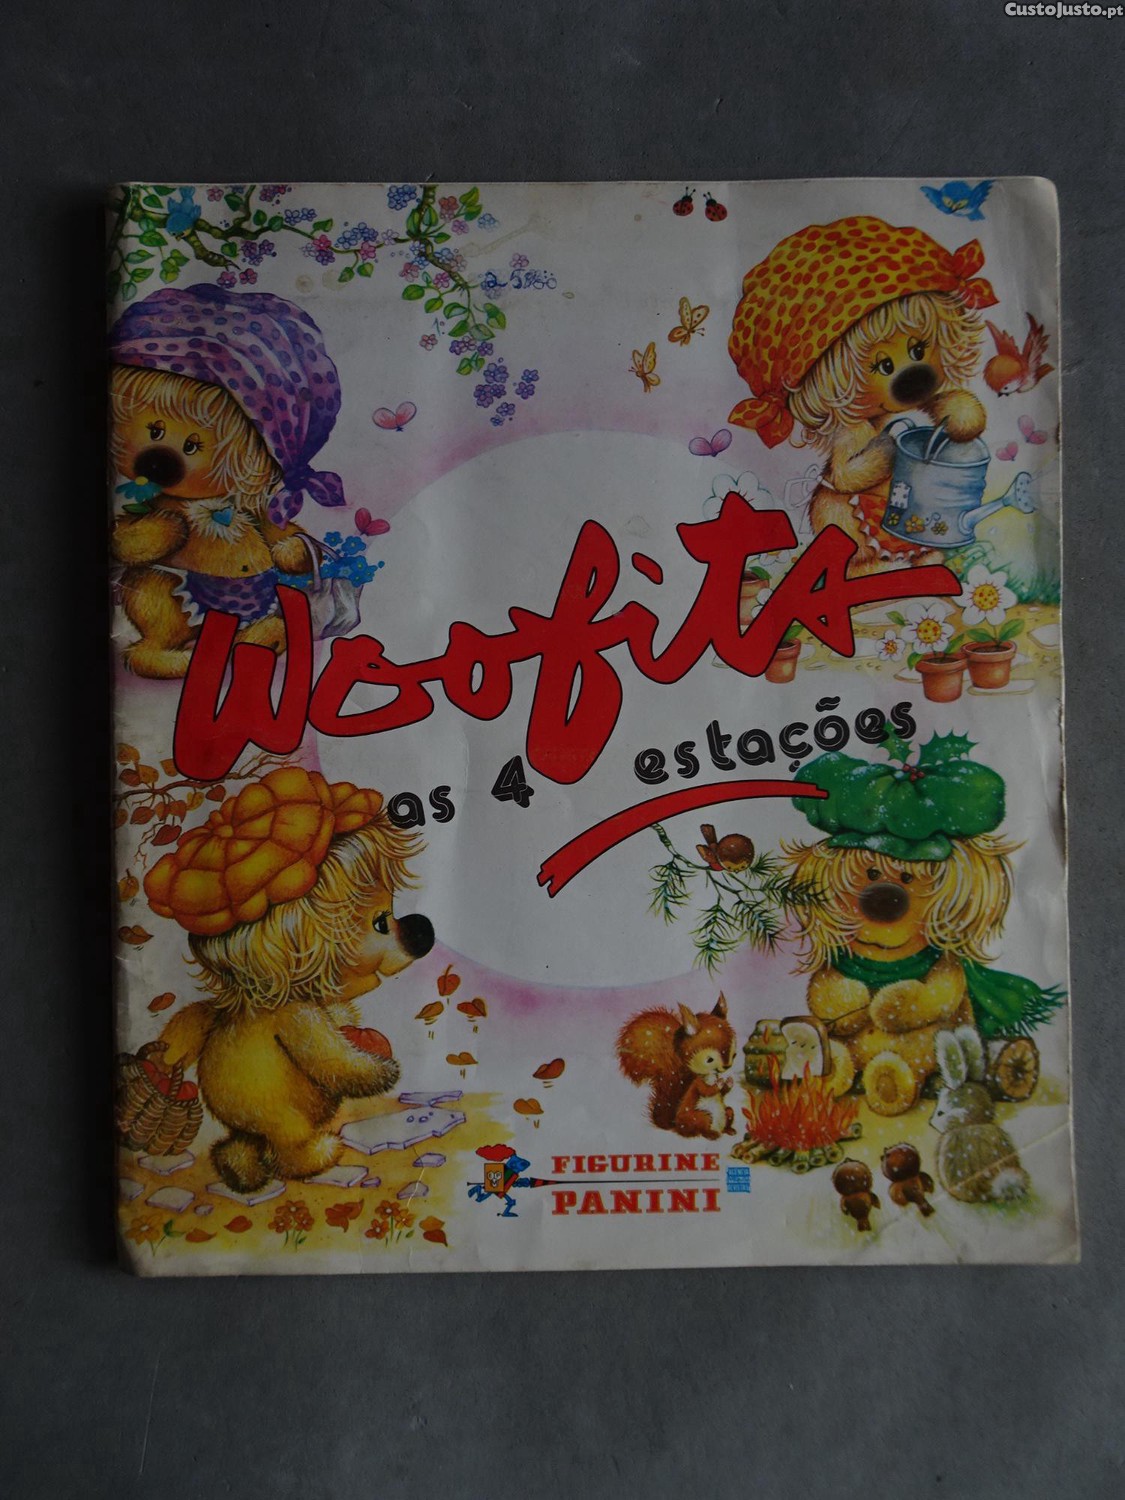 CustoJusto.pt
Woofits
as 4 estações
FIGURINE
PANINI